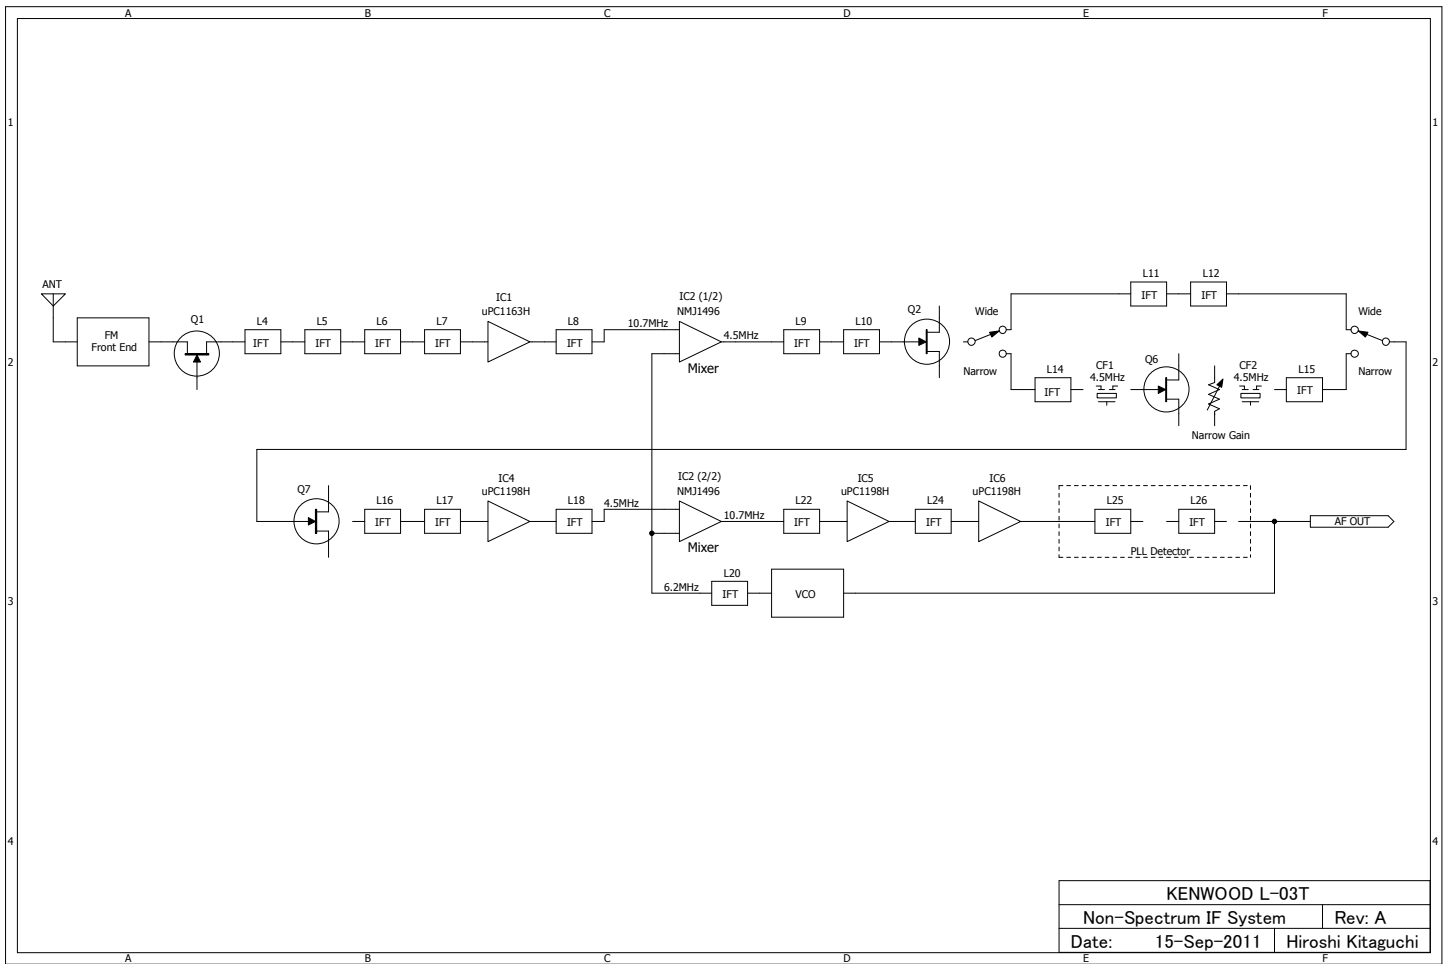 A B C D E F
1 1
ANT
FM
Front End
Q1
L4
IFT
L5
IFT
L6
IFT
L7
IFT
IC1
uPC1163H
L8
IFT
10.7MHz
IC2 (1/2)
NMJ1496
Mixer
4.5MHz
L9
IFT
L10
IFT
Q2
Wide
Narrow
L11
IFT
L12
IFT
L14
IFT
CF1
4.5MHz
Q6
Narrow Gain
CF2
4.5MHz
L15
IFT
Wide
Narrow
2 2
Q7
L16
IFT
L17
IFT
IC4
uPC1198H
L18
IFT
4.5MHz
IC2 (2/2)
NMJ1496
Mixer
10.7MHz
L22
IFT
IC5
uPC1198H
L24
IFT
IC6
uPC1198H
L25
IFT
L26
IFT
PLL Detector
AF OUT
6.2MHz
L20
IFT
VCO
3 3
4 4
KENWOOD L-03T
Non-Spectrum IF System Rev: A
Date: 15-Sep-2011 Hiroshi Kitaguchi
A B C D E F